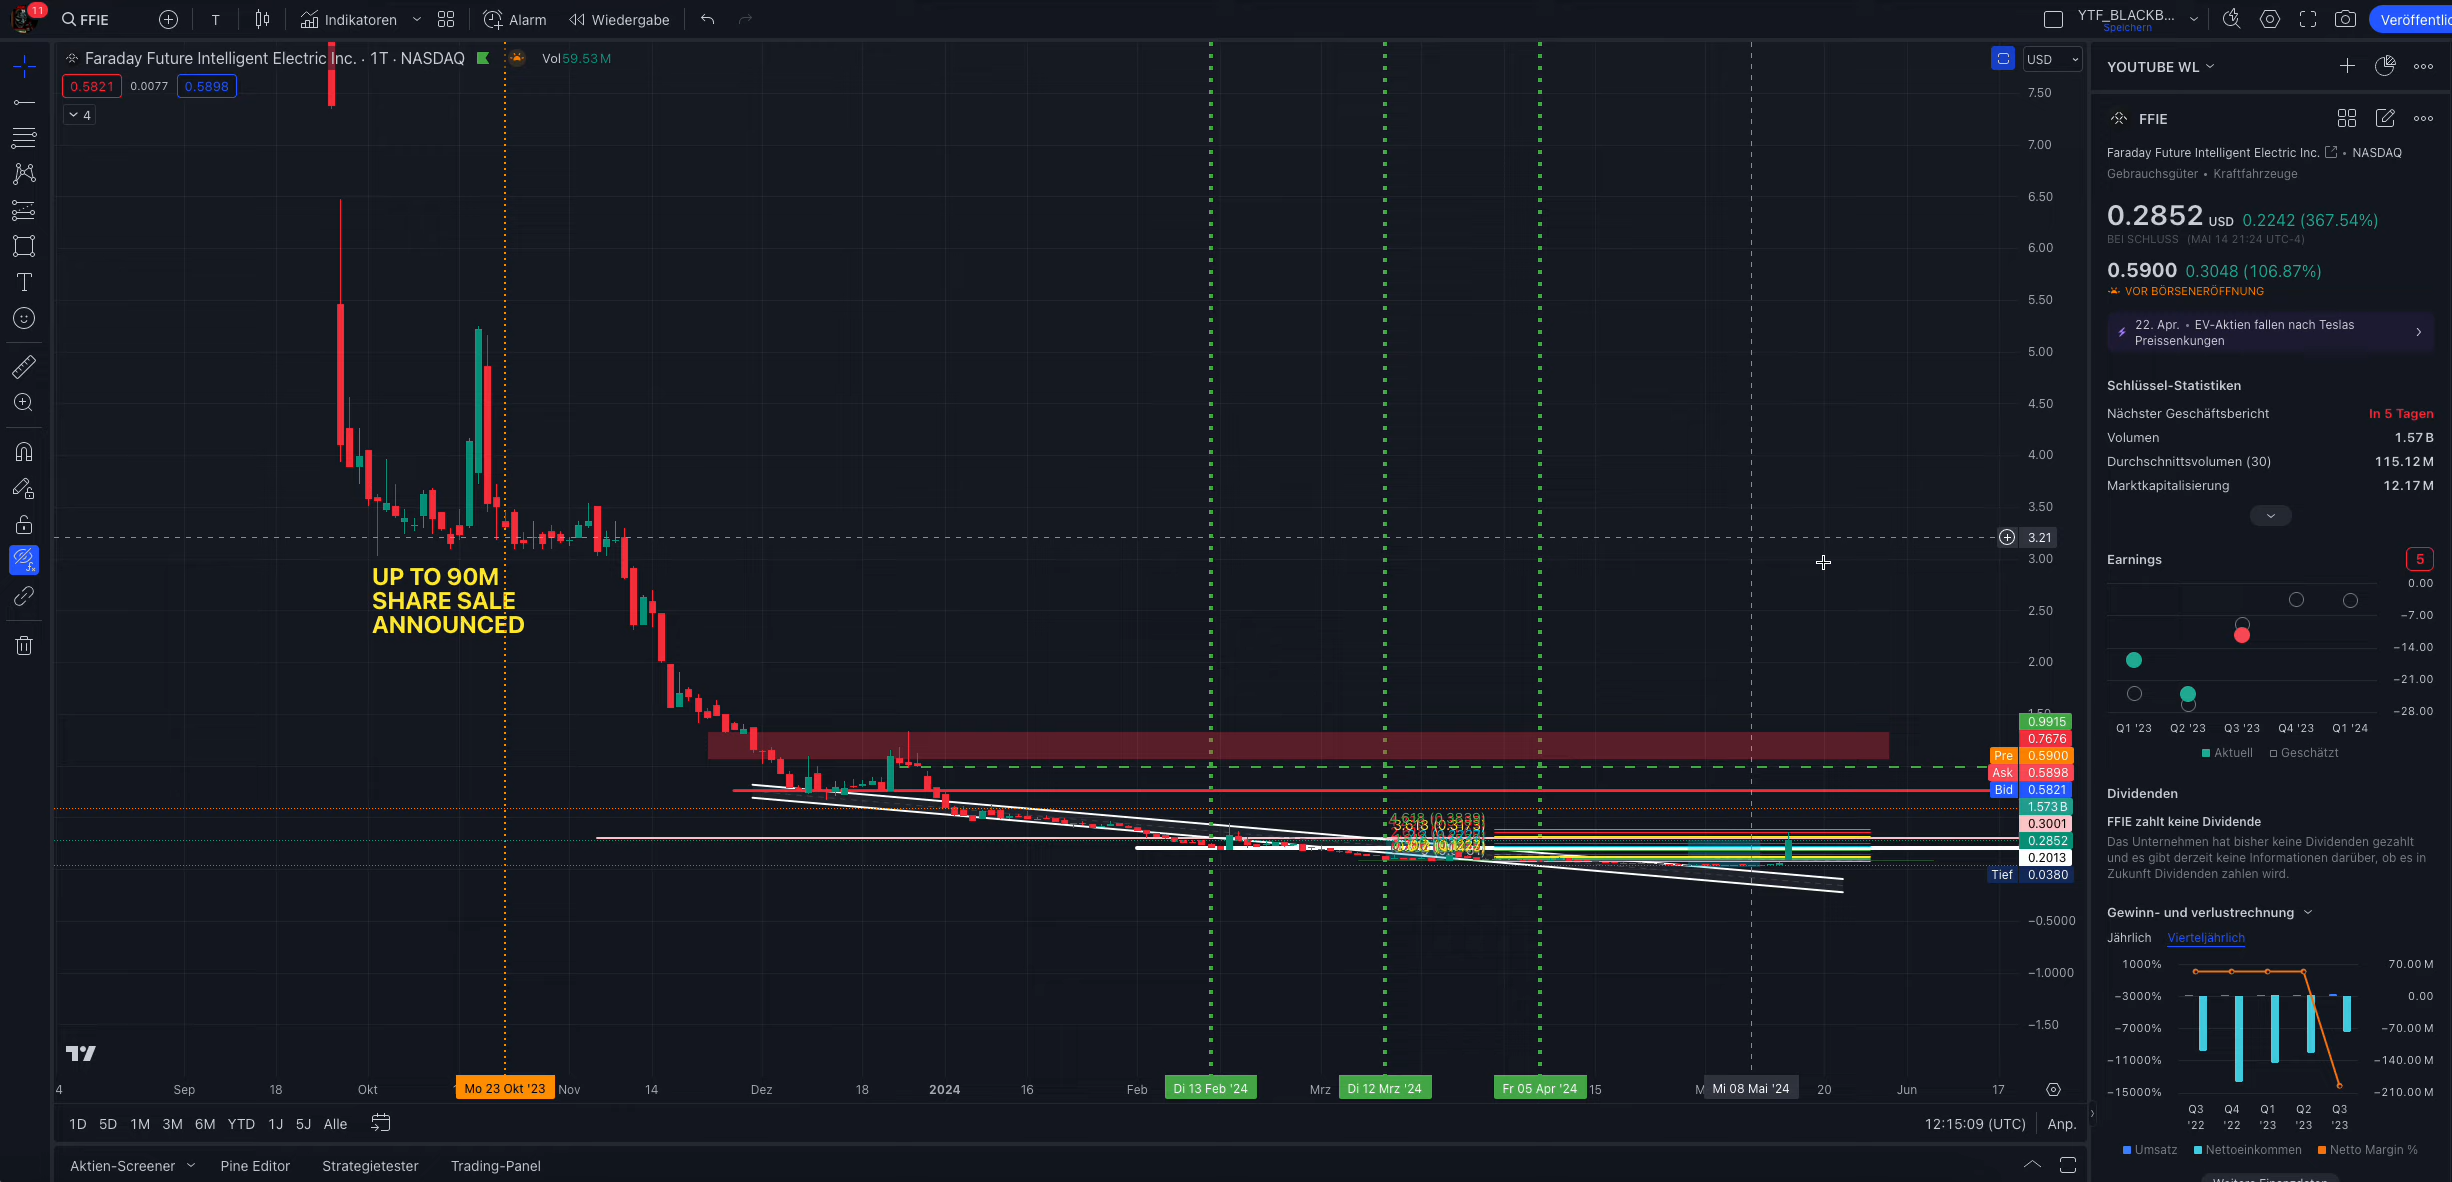 11
FFIE
T
Indikatoren
Alarm
Wiedergabe
YTF_BLACKB...
Speichern
Faraday Future Intelligent Electric Inc. · 1T · NASDAQ
Vol 59.53 M
0.5821
0.0077
0.5898
4
USD
7.50
7.00
6.50
6.00
5.50
5.00
4.50
4.00
3.50
3.21
3.00
2.50
2.00
0.9915
0.7676
Pre 0.5900
Ask 0.5898
Bid 0.5821
1.573 B
0.3001
0.2852
0.2013
Tief 0.0380
−0.5000
−1.0000
−1.50
UP TO 90M
SHARE SALE
ANNOUNCED
4.618 (0.3839)
3.618 (0.3173)
4
Sep
18
Okt
Mo 23 Okt '23
Nov
14
Dez
18
2024
16
Feb
Di 13 Feb '24
Mrz
Di 12 Mrz '24
Fr 05 Apr '24
15
Mi 08 Mai '24
20
Jun
17
1D 5D 1M 3M 6M YTD 1J 5J Alle
12:15:09 (UTC)
Anp.
Aktien-Screener
Pine Editor
Strategietester
Trading-Panel
YOUTUBE WL
FFIE
Faraday Future Intelligent Electric Inc. • NASDAQ
Gebrauchsgüter • Kraftfahrzeuge
0.2852 USD 0.2242 (367.54%)
BEI SCHLUSS (MAI 14 21:24 UTC-4)
0.5900 0.3048 (106.87%)
VOR BÖRSENERÖFFNUNG
22. Apr. • EV-Aktien fallen nach Teslas
Preissenkungen
Schlüssel-Statistiken
Nächster Geschäftsbericht In 5 Tagen
Volumen 1.57 B
Durchschnittsvolumen (30) 115.12 M
Marktkapitalisierung 12.17 M
Earnings 5
0.00
−7.00
−14.00
−21.00
−28.00
Q1 '23 Q2 '23 Q3 '23 Q4 '23 Q1 '24
Aktuell Geschätzt
Dividenden
FFIE zahlt keine Dividende
Das Unternehmen hat bisher keine Dividenden gezahlt
und es gibt derzeit keine Informationen darüber, ob es in
Zukunft Dividenden zahlen wird.
Gewinn- und verlustrechnung
Jährlich Vierteljährlich
1000% 70.00 M
−3000% 0.00
−7000% −70.00 M
−11000% −140.00 M
−15000% −210.00 M
Q3 Q4 Q1 Q2 Q3
'22 '22 '23 '23 '23
Umsatz Nettoeinkommen Netto Margin %